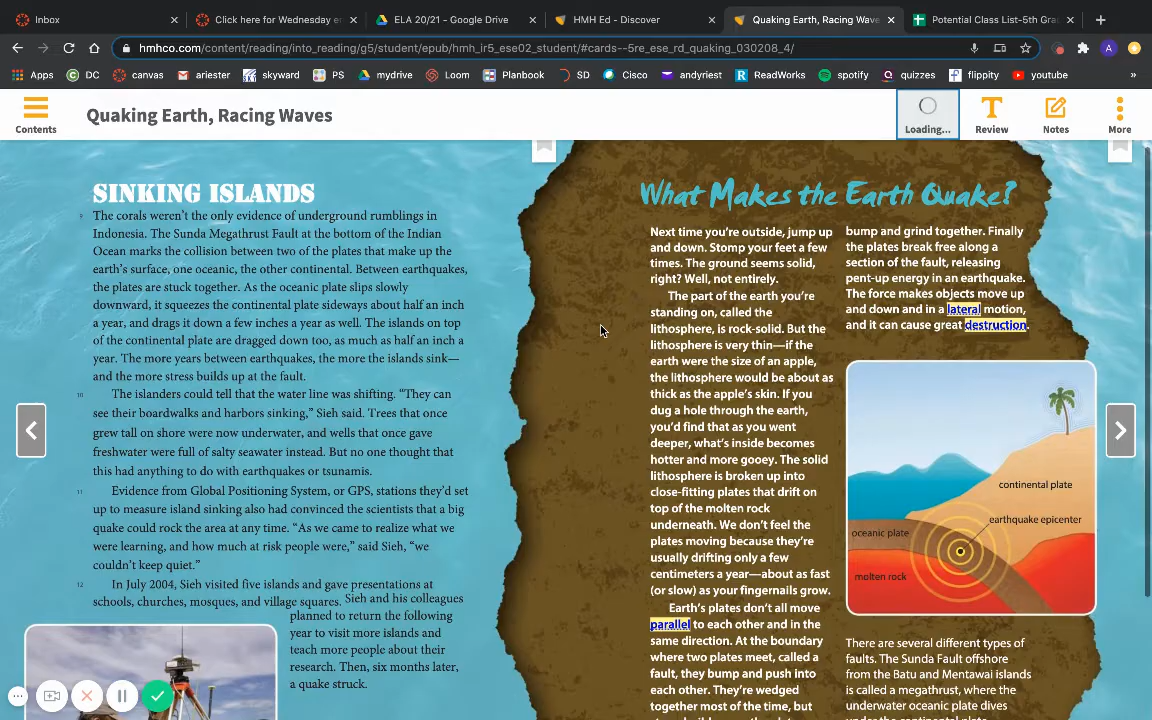 Inbox
Click here for Wednesday er
ELA 20/21 - Google Drive
HMH Ed - Discover
Quaking Earth, Racing Wave
Potential Class List-5th Gra
hmhco.com/content/reading/into_reading/g5/student/epub/hmh_ir5_ese02_student/#cards--5re_ese_rd_quaking_030208_4/
A
Apps
DC
canvas
ariester
skyward
PS
mydrive
Loom
Planbook
SD
Cisco
andyriest
ReadWorks
spotify
quizzes
flippity
youtube
»
Contents
Quaking Earth, Racing Waves
Loading...
Review
Notes
More
SINKING ISLANDS
9 The corals weren't the only evidence of underground rumblings in
Indonesia. The Sunda Megathrust Fault at the bottom of the Indian
Ocean marks the collision between two of the plates that make up the
earth's surface, one oceanic, the other continental. Between earthquakes,
the plates are stuck together. As the oceanic plate slips slowly
downward, it squeezes the continental plate sideways about half an inch
a year, and drags it down a few inches a year as well. The islands on top
of the continental plate are dragged down too, as much as half an inch a
year. The more years between earthquakes, the more the islands sink—
and the more stress builds up at the fault.
10 The islanders could tell that the water line was shifting. "They can
see their boardwalks and harbors sinking," Sieh said. Trees that once
grew tall on shore were now underwater, and wells that once gave
freshwater were full of salty seawater instead. But no one thought that
this had anything to do with earthquakes or tsunamis.
11 Evidence from Global Positioning System, or GPS, stations they'd set
up to measure island sinking also had convinced the scientists that a big
quake could rock the area at any time. "As we came to realize what we
were learning, and how much at risk people were," said Sieh, "we
couldn't keep quiet."
12 In July 2004, Sieh visited five islands and gave presentations at
schools, churches, mosques, and village squares. Sieh and his colleagues
planned to return the following
year to visit more islands and
teach more people about their
research. Then, six months later,
a quake struck.
What Makes the Earth Quake?
Next time you're outside, jump up
and down. Stomp your feet a few
times. The ground seems solid,
right? Well, not entirely.
The part of the earth you're
standing on, called the
lithosphere, is rock-solid. But the
lithosphere is very thin—if the
earth were the size of an apple,
the lithosphere would be about as
thick as the apple's skin. If you
dug a hole through the earth,
you'd find that as you went
deeper, what's inside becomes
hotter and more gooey. The solid
lithosphere is broken up into
close-fitting plates that drift on
top of the molten rock
underneath. We don't feel the
plates moving because they're
usually drifting only a few
centimeters a year—about as fast
(or slow) as your fingernails grow.
Earth's plates don't all move
parallel to each other and in the
same direction. At the boundary
where two plates meet, called a
fault, they bump and push into
each other. They're wedged
together most of the time, but
bump and grind together. Finally
the plates break free along a
section of the fault, releasing
pent-up energy in an earthquake.
The force makes objects move up
and down and in a lateral motion,
and it can cause great destruction.
continental plate
earthquake epicenter
oceanic plate
molten rock
There are several different types of
faults. The Sunda Fault offshore
from the Batu and Mentawai islands
is called a megathrust, where the
underwater oceanic plate dives